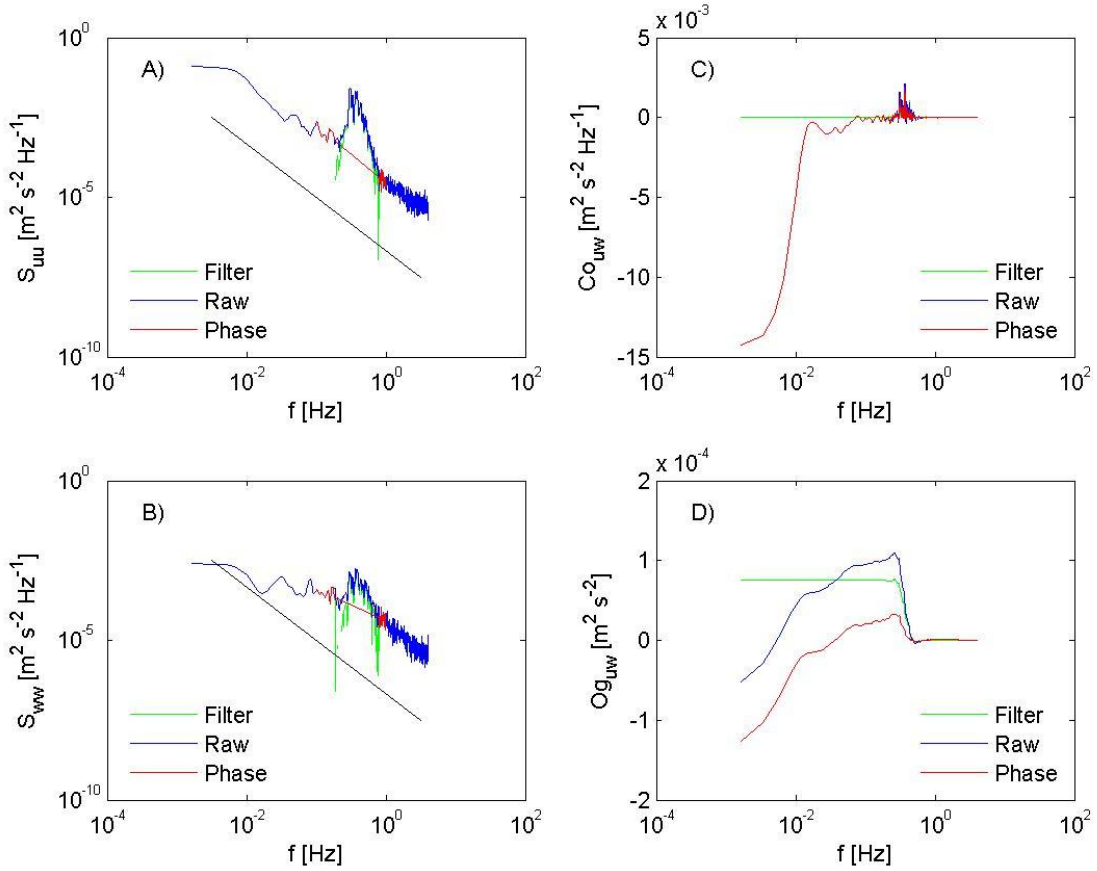 A)
S_uu [m^2 s^-2 Hz^-1]
10^0
10^-5
10^-10
Filter
Raw
Phase
10^-4 10^-2 10^0 10^2
f [Hz]
x 10^-3
C)
Co_uw [m^2 s^-2 Hz^-1]
5
0
-5
-10
-15
Filter
Raw
Phase
10^-4 10^-2 10^0 10^2
f [Hz]
B)
S_ww [m^2 s^-2 Hz^-1]
10^0
10^-5
10^-10
Filter
Raw
Phase
10^-4 10^-2 10^0 10^2
f [Hz]
x 10^-4
D)
Og_uw [m^2 s^-2]
2
1
0
-1
-2
Filter
Raw
Phase
10^-4 10^-2 10^0 10^2
f [Hz]